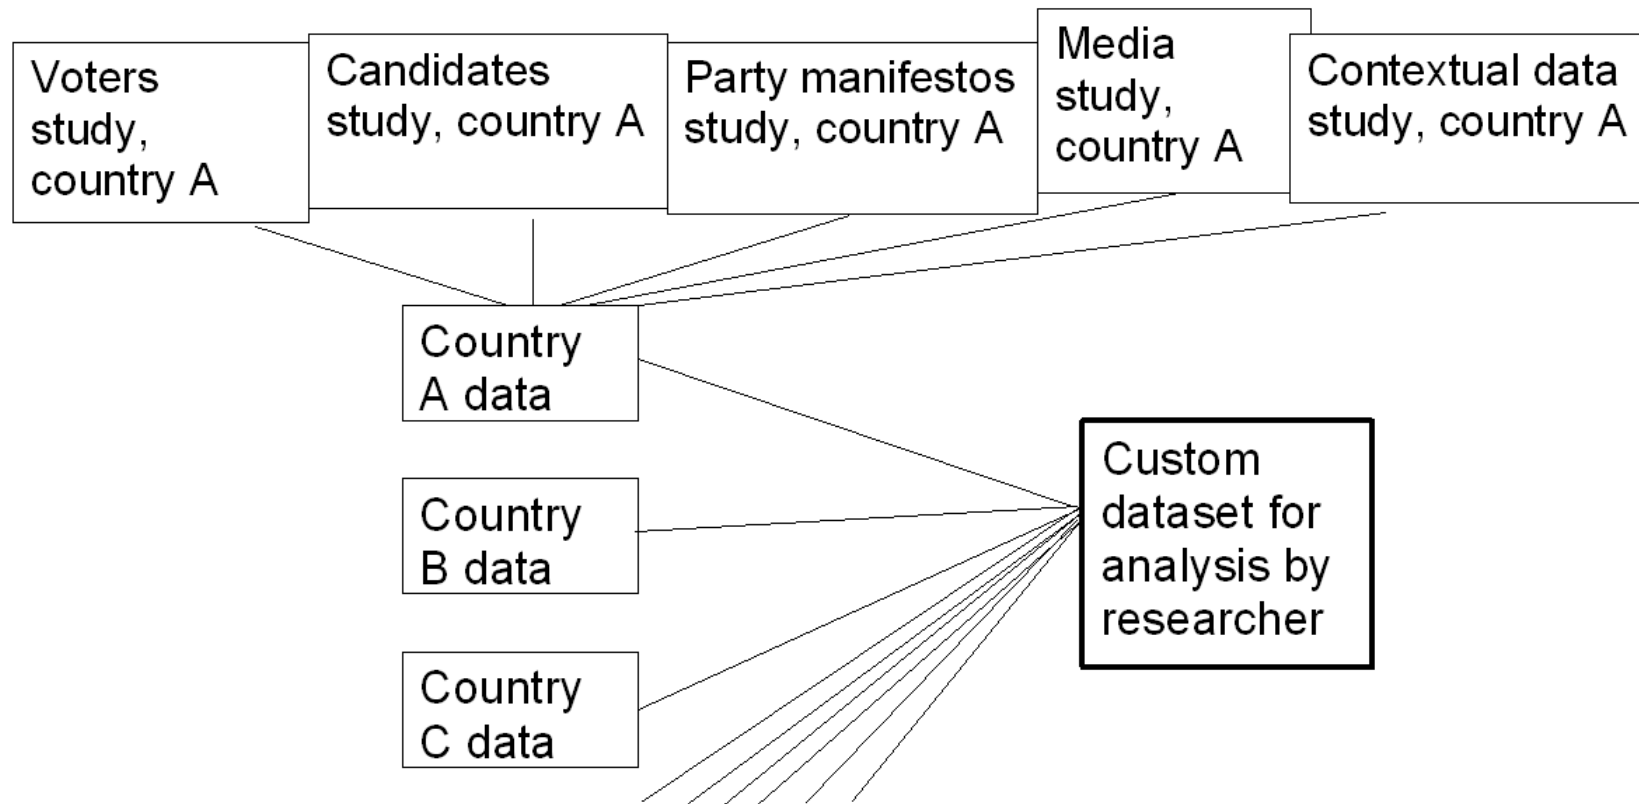 Voters
study,
country A
Candidates
study, country A
Party manifestos
study, country A
Media
study,
country A
Contextual data
study, country A
Country
A data
Country
B data
Country
C data
Custom
dataset for
analysis by
researcher